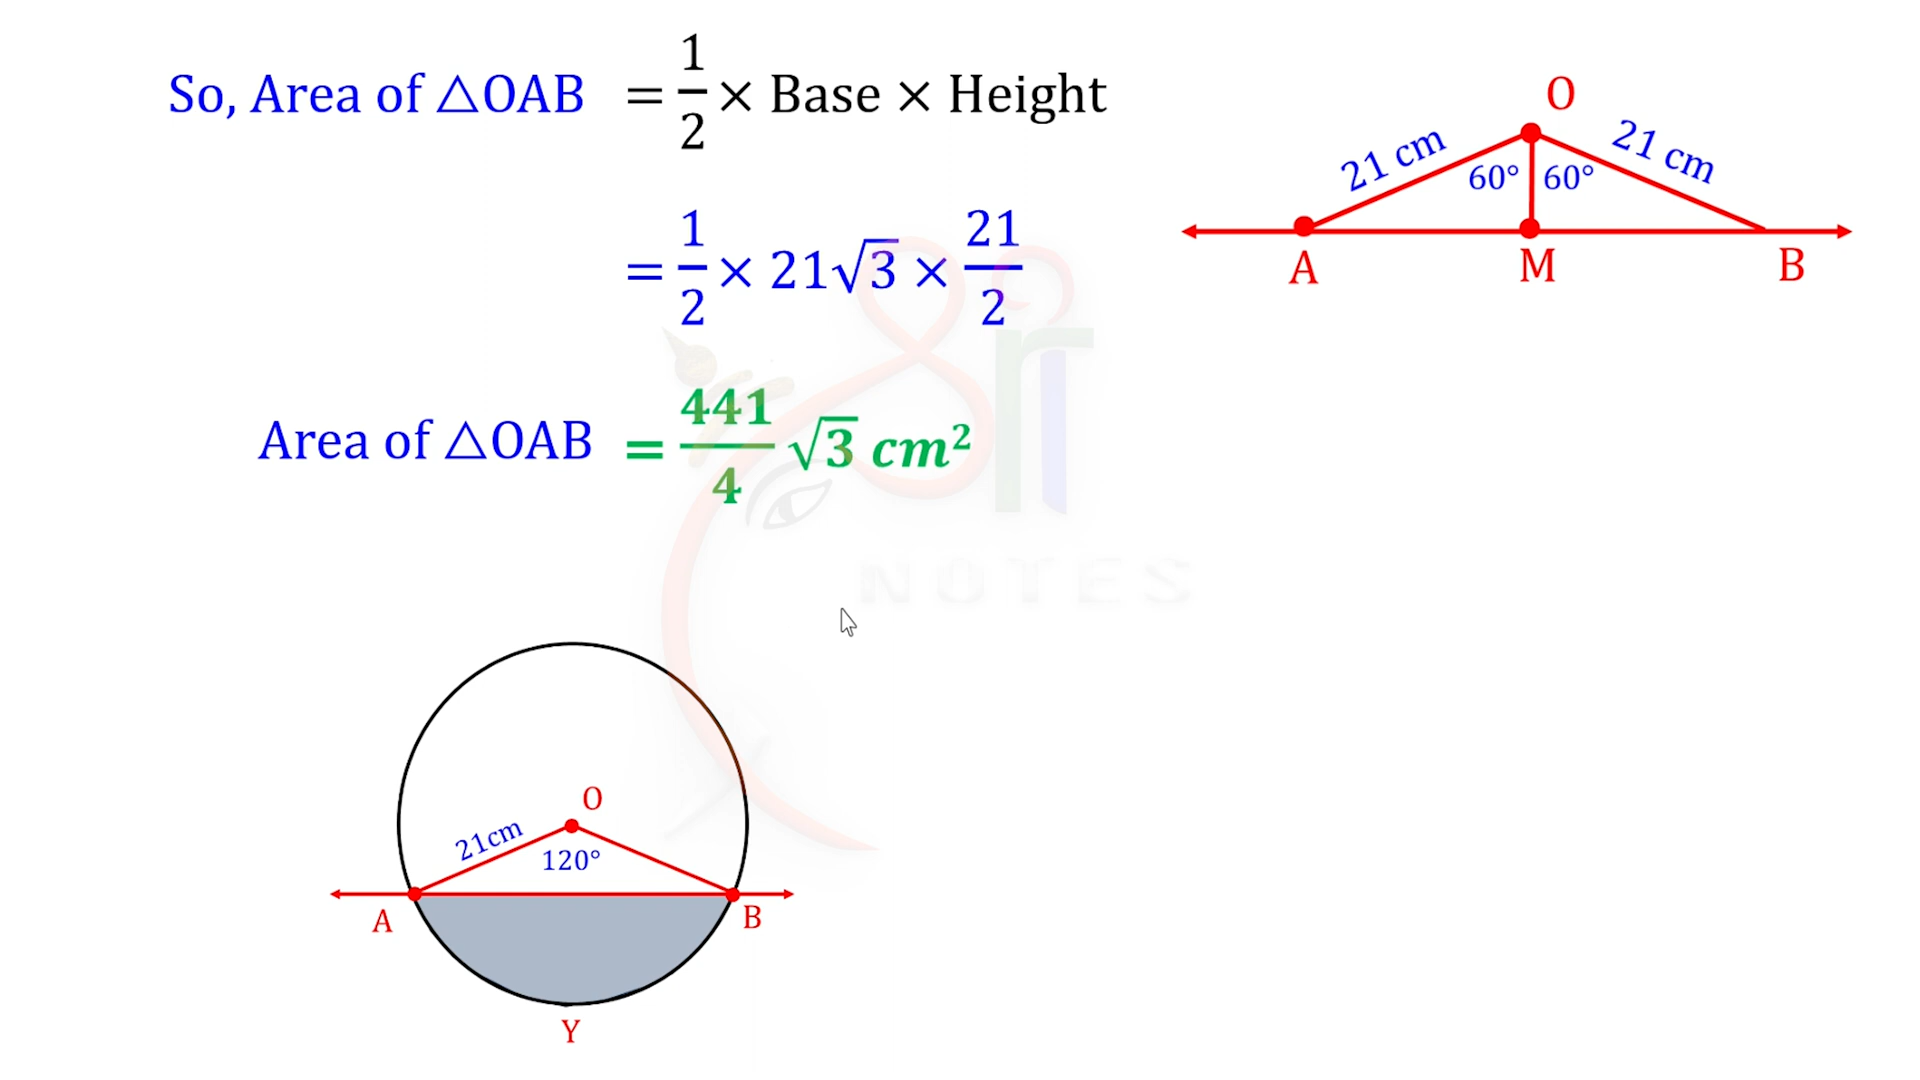 So, Area of △OAB = 1/2 × Base × Height
= 1/2 × 21√3 × 21/2
Area of △OAB = 441/4 √3 cm²
O
21 cm
21 cm
60° 60°
A M B
NOTES
O
21cm
120°
A B
Y